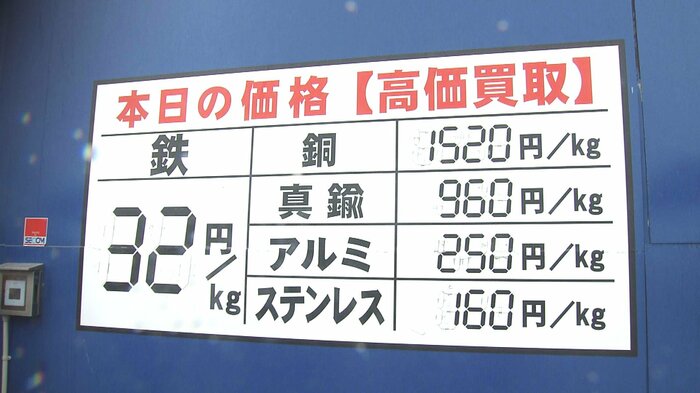 本日の価格【高価買取】
鉄
32円/kg
銅 1520円/kg
真鍮 960円/kg
アルミ 250円/kg
ステンレス 160円/kg
SECOM